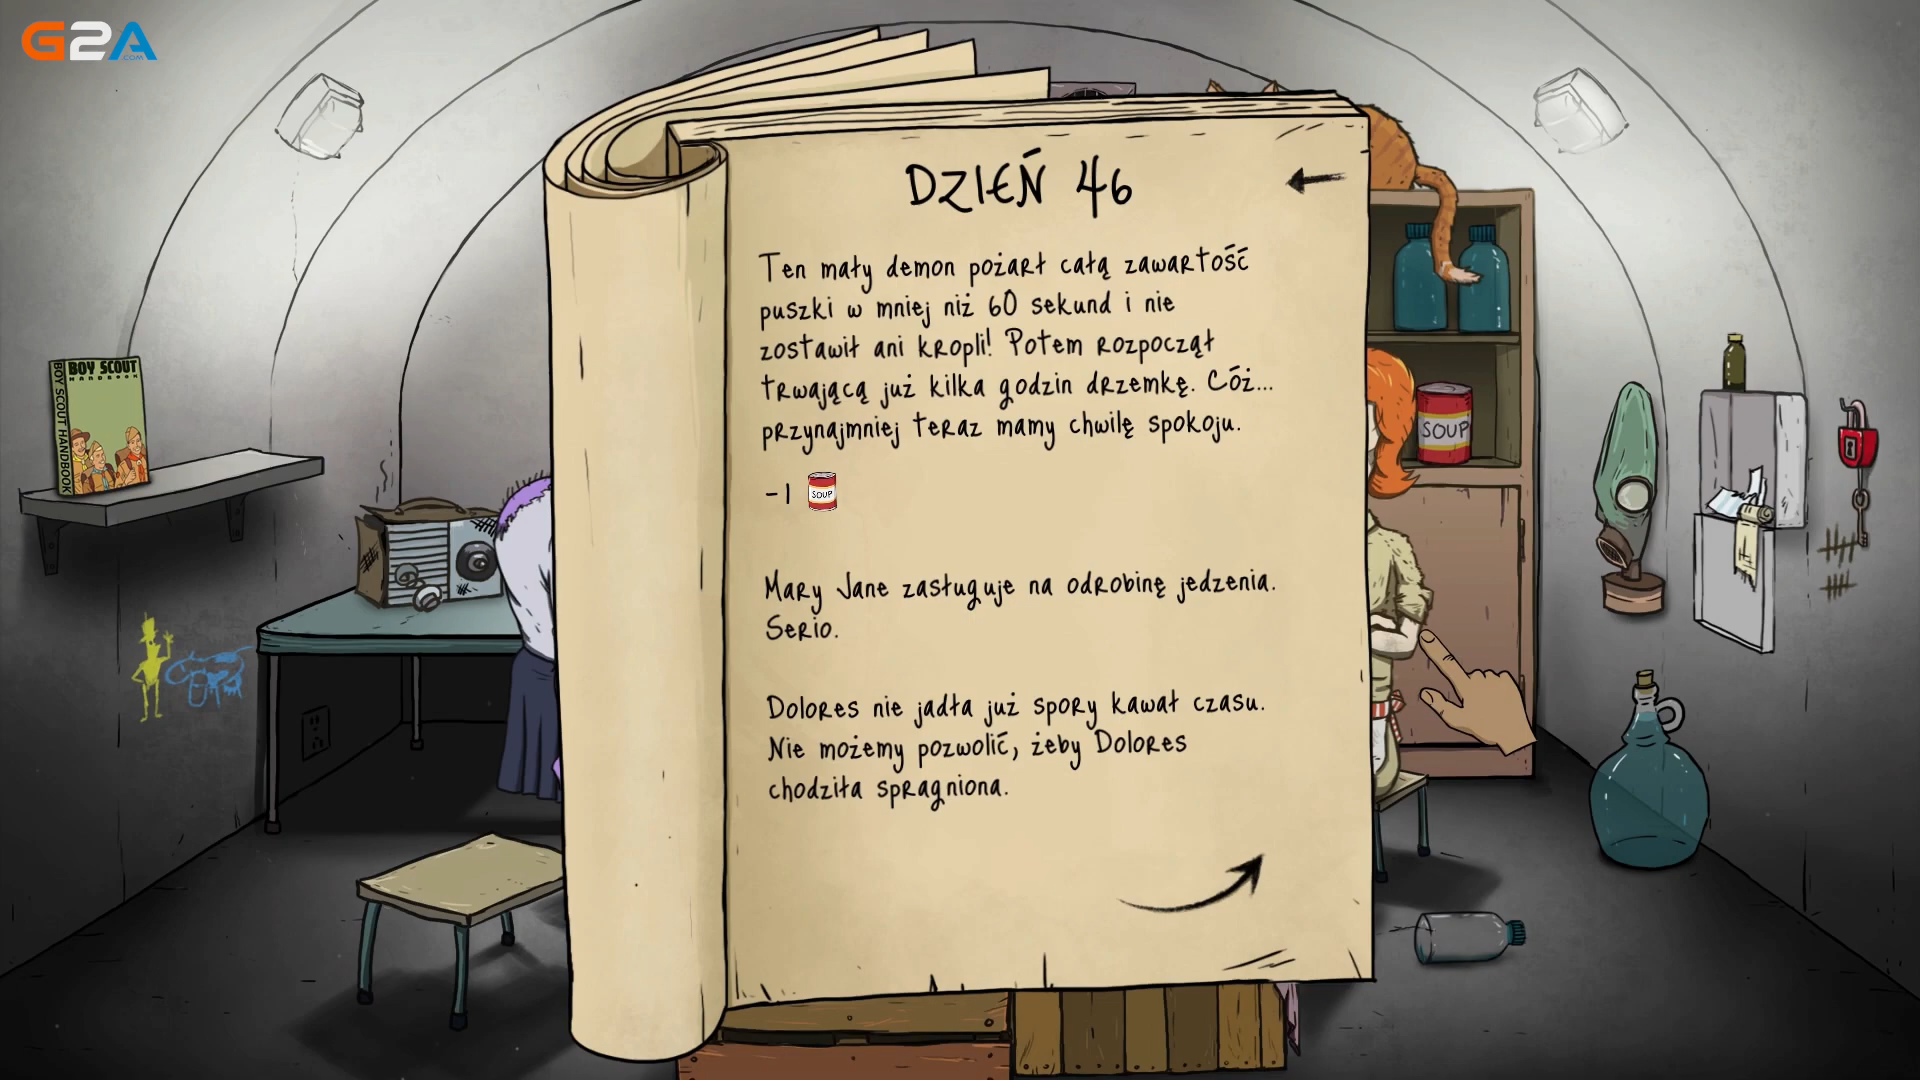 G2A
.COM
BOY SCOUT
HANDBOOK
BOY SCOUT HANDBOOK
DZIEŃ 46
Ten mały demon pożarł całą zawartość
puszki w mniej niż 60 sekund i nie
zostawił ani kropli! Potem rozpoczął
trwającą już kilka godzin drzemkę. Cóż...
przynajmniej teraz mamy chwilę spokoju.
-1 SOUP
Mary Jane zasługuje na odrobinę jedzenia.
Serio.
Dolores nie jadła już spory kawał czasu.
Nie możemy pozwolić, żeby Dolores
chodziła spragniona.
SOUP